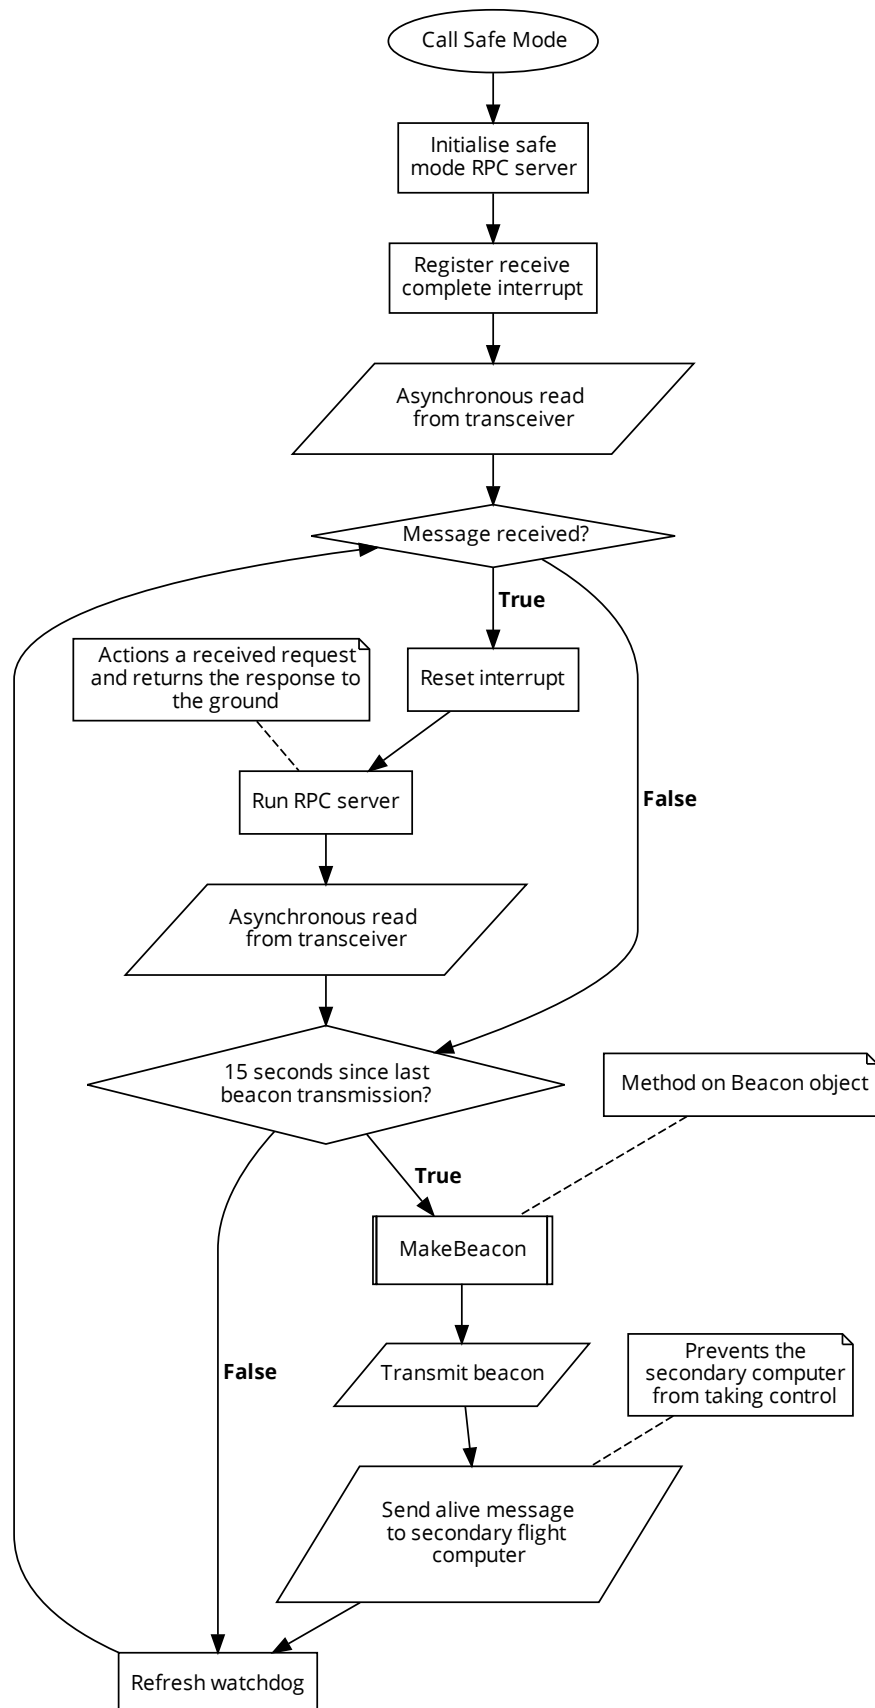 Call Safe Mode
Initialise safe
mode RPC server
Register receive
complete interrupt
Asynchronous read
from transceiver
Message received?
True
Actions a received request
and returns the response to
the ground
Reset interrupt
Run RPC server
False
Asynchronous read
from transceiver
15 seconds since last
beacon transmission?
Method on Beacon object
True
MakeBeacon
False
Transmit beacon
Prevents the
secondary computer
from taking control
Send alive message
to secondary flight
computer
Refresh watchdog